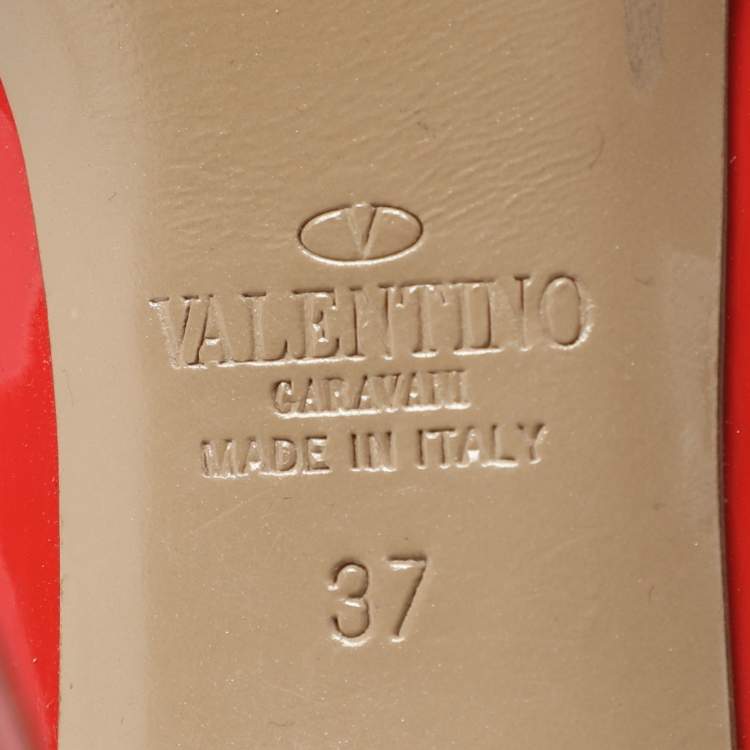 V
VALENTINO
GARAVANI
MADE IN ITALY
37